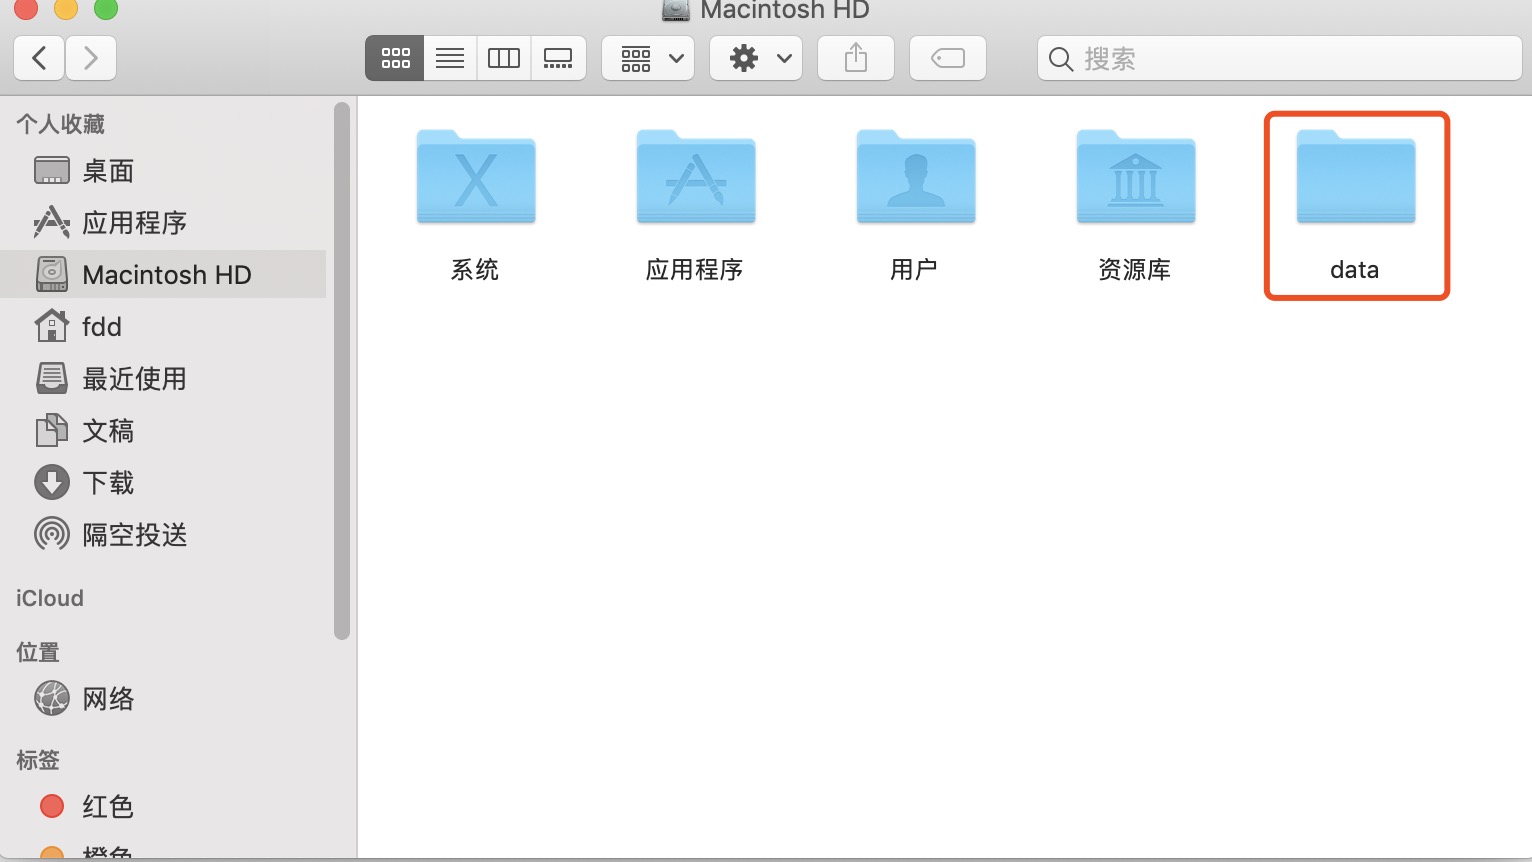 Macintosh HD
搜索
个人收藏
桌面
应用程序
Macintosh HD
fdd
最近使用
文稿
下载
隔空投送
iCloud
位置
网络
标签
红色
橙色
系统
应用程序
用户
资源库
data